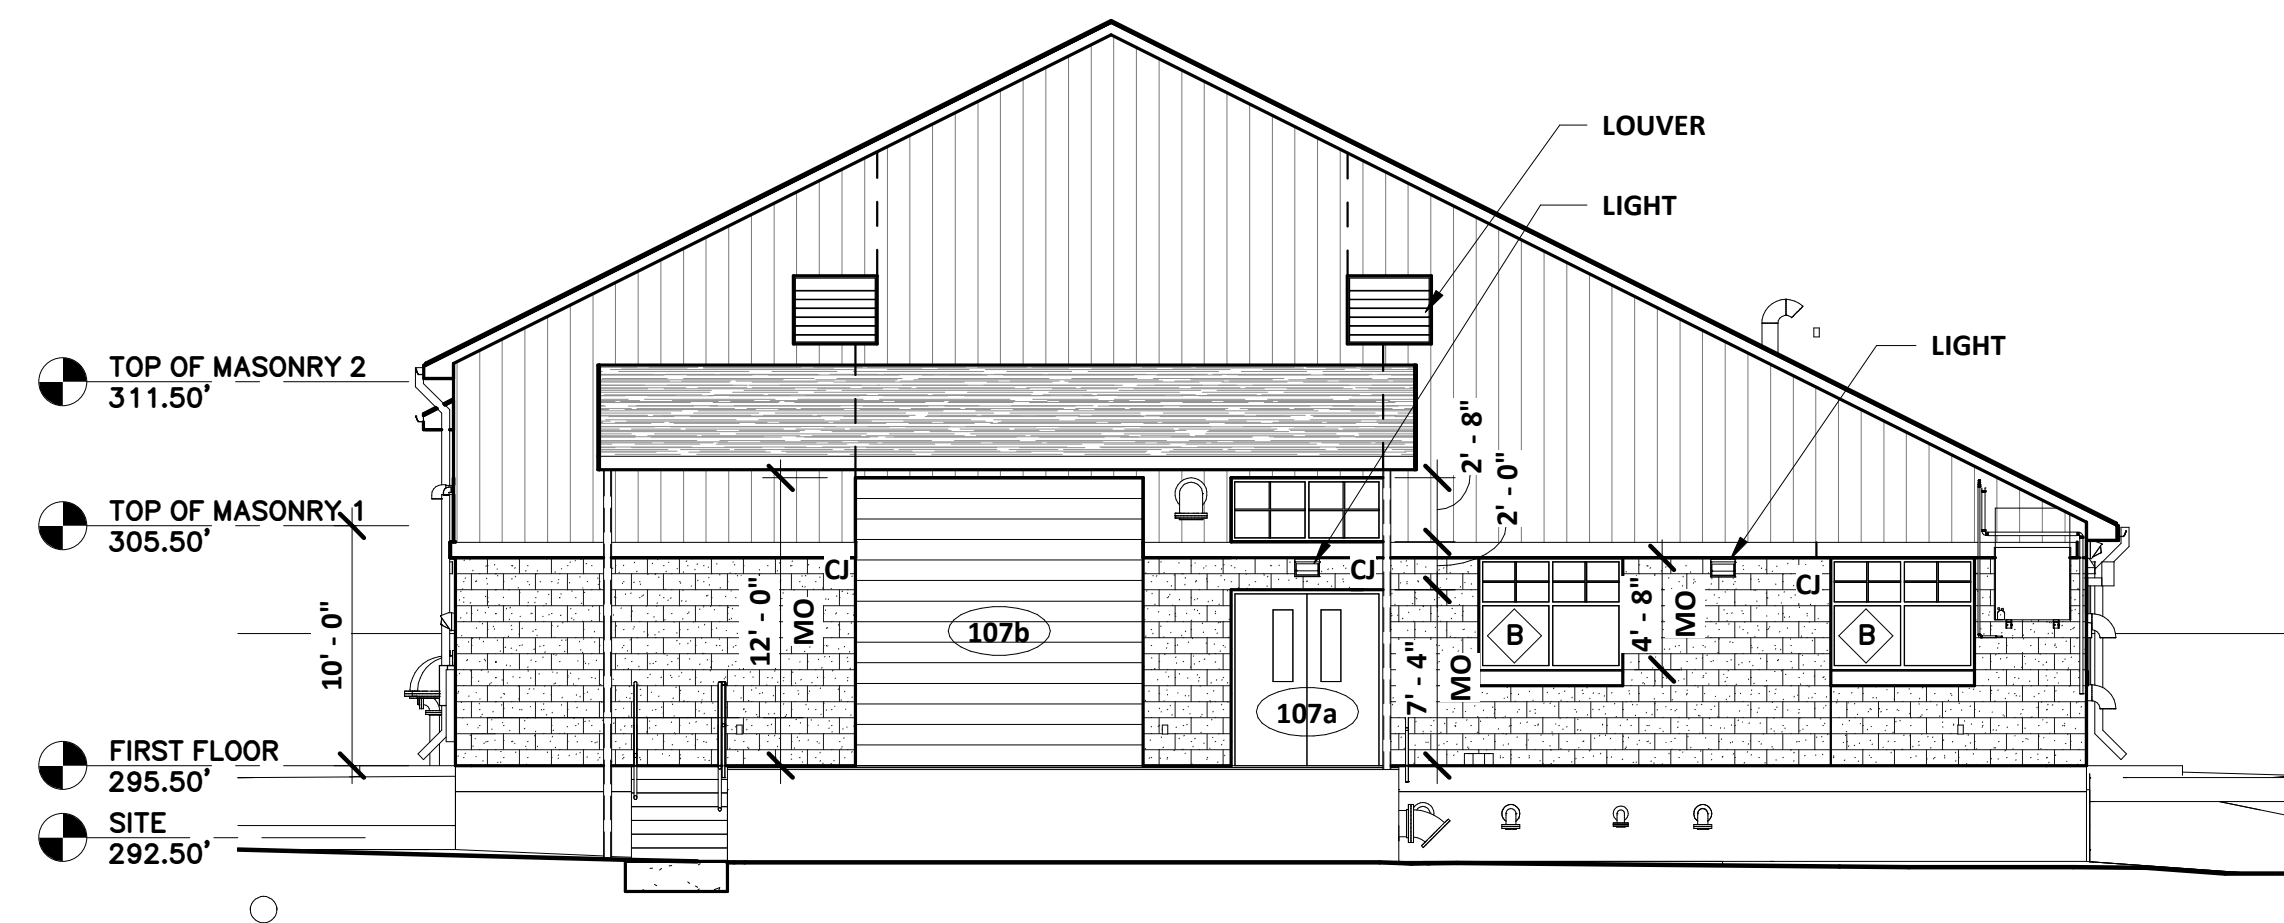 LOUVER
LIGHT
LIGHT
TOP OF MASONRY 2
311.50'
2' - 8"
2' - 0"
TOP OF MASONRY 1
305.50'
CJ
CJ
CJ
10' - 0"
12' - 0"
MO
107b
B
4' - 8"
MO
B
7' - 4"
MO
107a
FIRST FLOOR
295.50'
SITE
292.50'